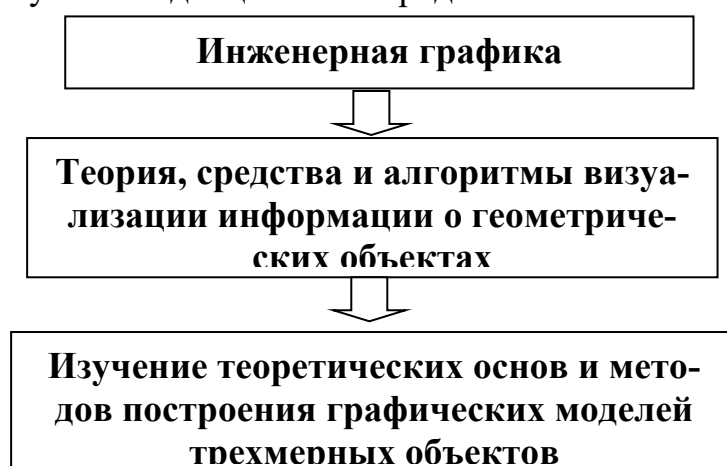 Инженерная графика
Теория, средства и алгоритмы визуа-
лизации информации о геометриче-
ских объектах
Изучение теоретических основ и мето-
дов построения графических моделей
трехмерных объектов